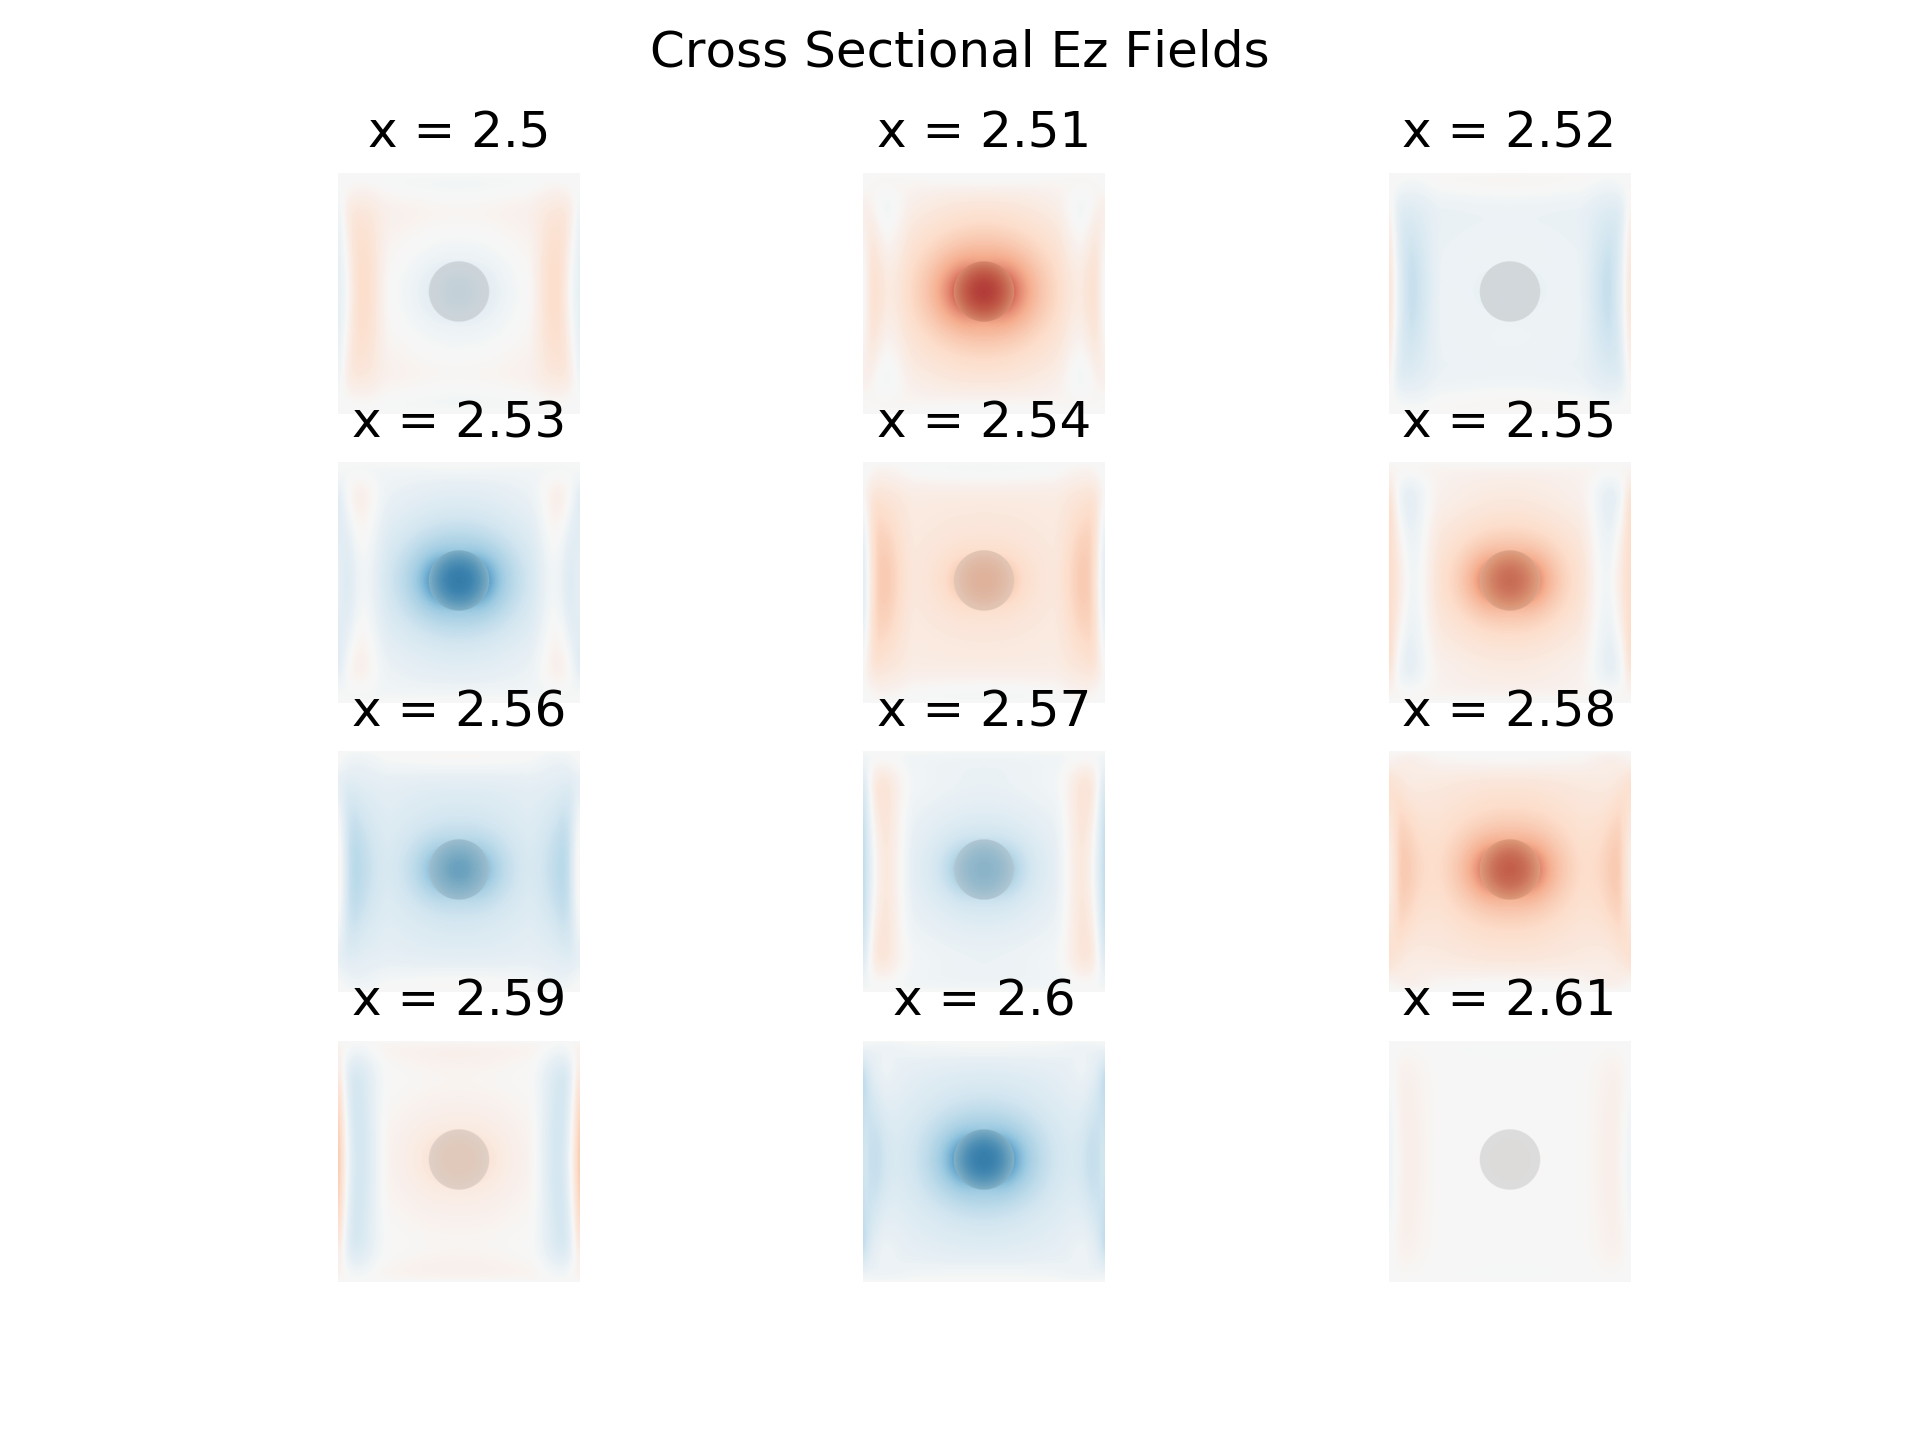 Cross Sectional Ez Fields
x = 2.5
x = 2.51
x = 2.52
x = 2.53
x = 2.54
x = 2.55
x = 2.56
x = 2.57
x = 2.58
x = 2.59
x = 2.6
x = 2.61